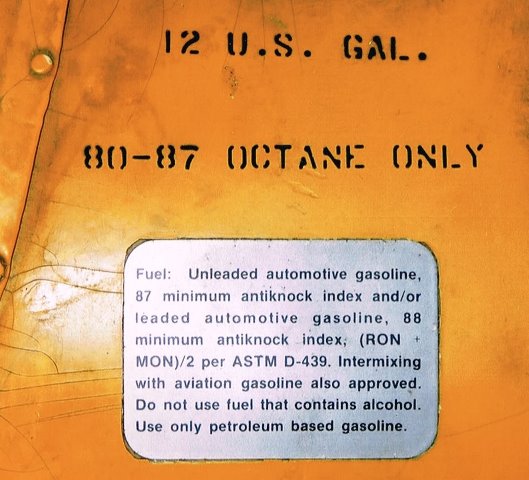 12 U.S. GAL.
80-87 OCTANE ONLY
Fuel: Unleaded automotive gasoline,
87 minimum antiknock index and/or
leaded automotive gasoline, 88
minimum antiknock index, (RON +
MON)/2 per ASTM D-439. Intermixing
with aviation gasoline also approved.
Do not use fuel that contains alcohol.
Use only petroleum based gasoline.